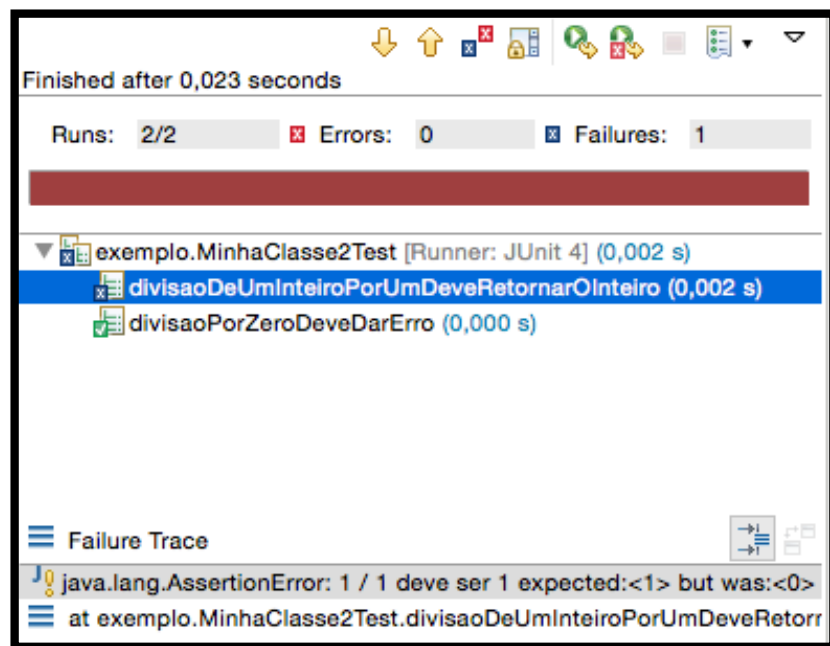 Finished after 0,023 seconds
Runs: 2/2 Errors: 0 Failures: 1
exemplo.MinhaClasse2Test [Runner: JUnit 4] (0,002 s)
divisaoDeUmInteiroPorUmDeveRetornarOInteiro (0,002 s)
divisaoPorZeroDeveDarErro (0,000 s)
Failure Trace
java.lang.AssertionError: 1 / 1 deve ser 1 expected:<1> but was:<0>
at exemplo.MinhaClasse2Test.divisaoDeUmInteiroPorUmDeveRetorr